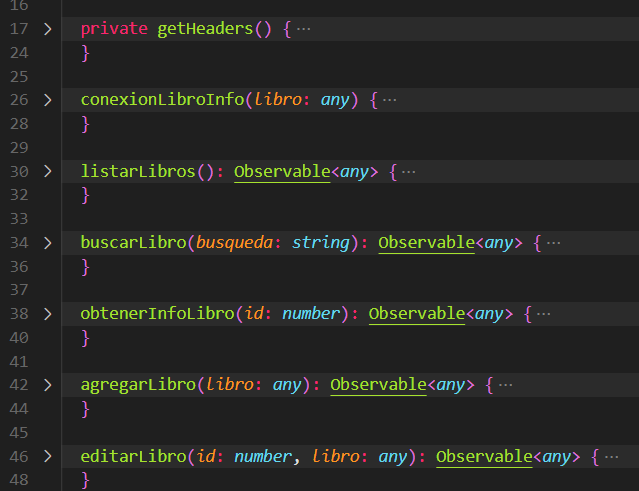 16
17 > private getHeaders() { ···
24 }
25
26 > conexionLibroInfo(libro: any) { ···
28 }
29
30 > listarLibros(): Observable<any> { ···
32 }
33
34 > buscarLibro(busqueda: string): Observable<any> { ···
36 }
37
38 > obtenerInfoLibro(id: number): Observable<any> { ···
40 }
41
42 > agregarLibro(libro: any): Observable<any> { ···
44 }
45
46 > editarLibro(id: number, libro: any): Observable<any> { ···
48 }